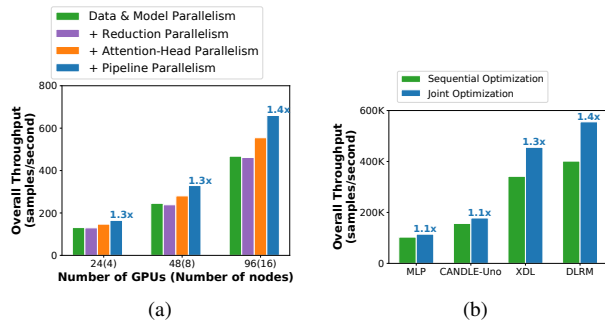 Data & Model Parallelism
+ Reduction Parallelism
+ Attention-Head Parallelism
+ Pipeline Parallelism
Overall Throughput
(samples/second)
800
600
400
200
0
1.3x
1.3x
1.4x
24(4)
48(8)
96(16)
Number of GPUs (Number of nodes)
(a)
Sequential Optimization
Joint Optimization
Overall Throughput
(samples/second)
600K
400K
200K
0
1.1x
1.1x
1.3x
1.4x
MLP
CANDLE-Uno
XDL
DLRM
(b)